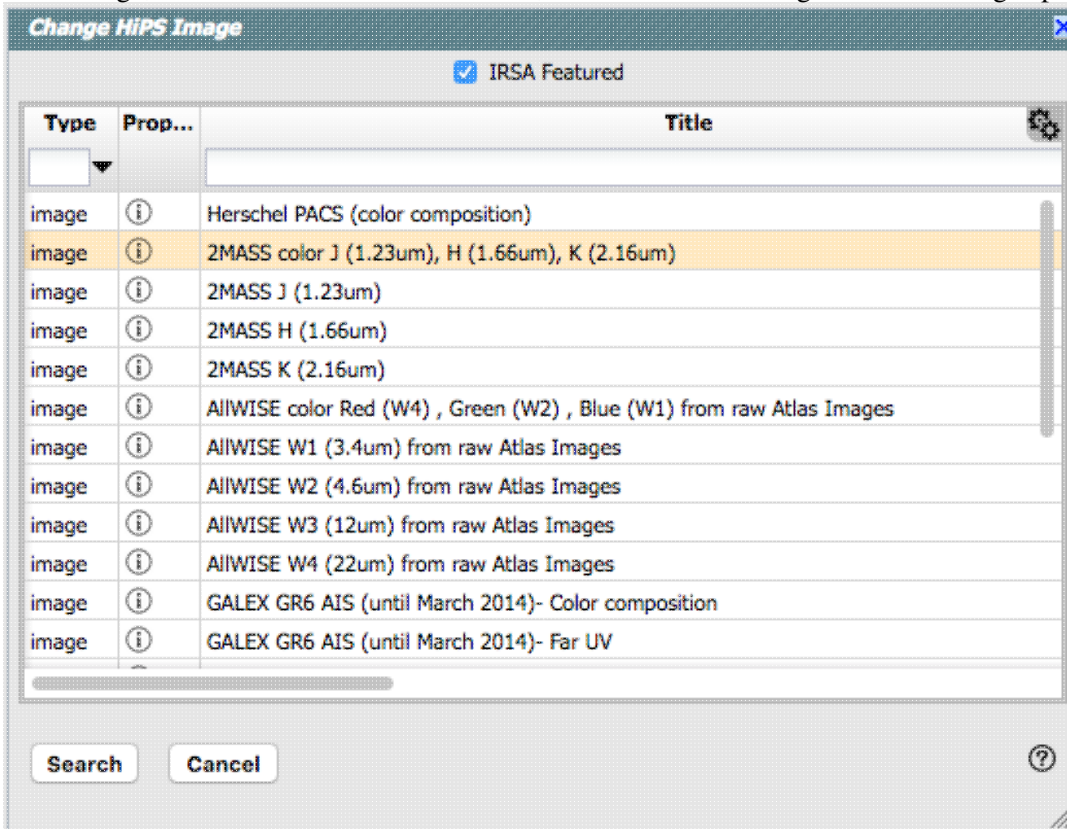 Change HiPS Image
IRSA Featured
Type Prop... Title
image Herschel PACS (color composition)
image 2MASS color J (1.23um), H (1.66um), K (2.16um)
image 2MASS J (1.23um)
image 2MASS H (1.66um)
image 2MASS K (2.16um)
image AllWISE color Red (W4) , Green (W2) , Blue (W1) from raw Atlas Images
image AllWISE W1 (3.4um) from raw Atlas Images
image AllWISE W2 (4.6um) from raw Atlas Images
image AllWISE W3 (12um) from raw Atlas Images
image AllWISE W4 (22um) from raw Atlas Images
image GALEX GR6 AIS (until March 2014)- Color composition
image GALEX GR6 AIS (until March 2014)- Far UV
Search Cancel